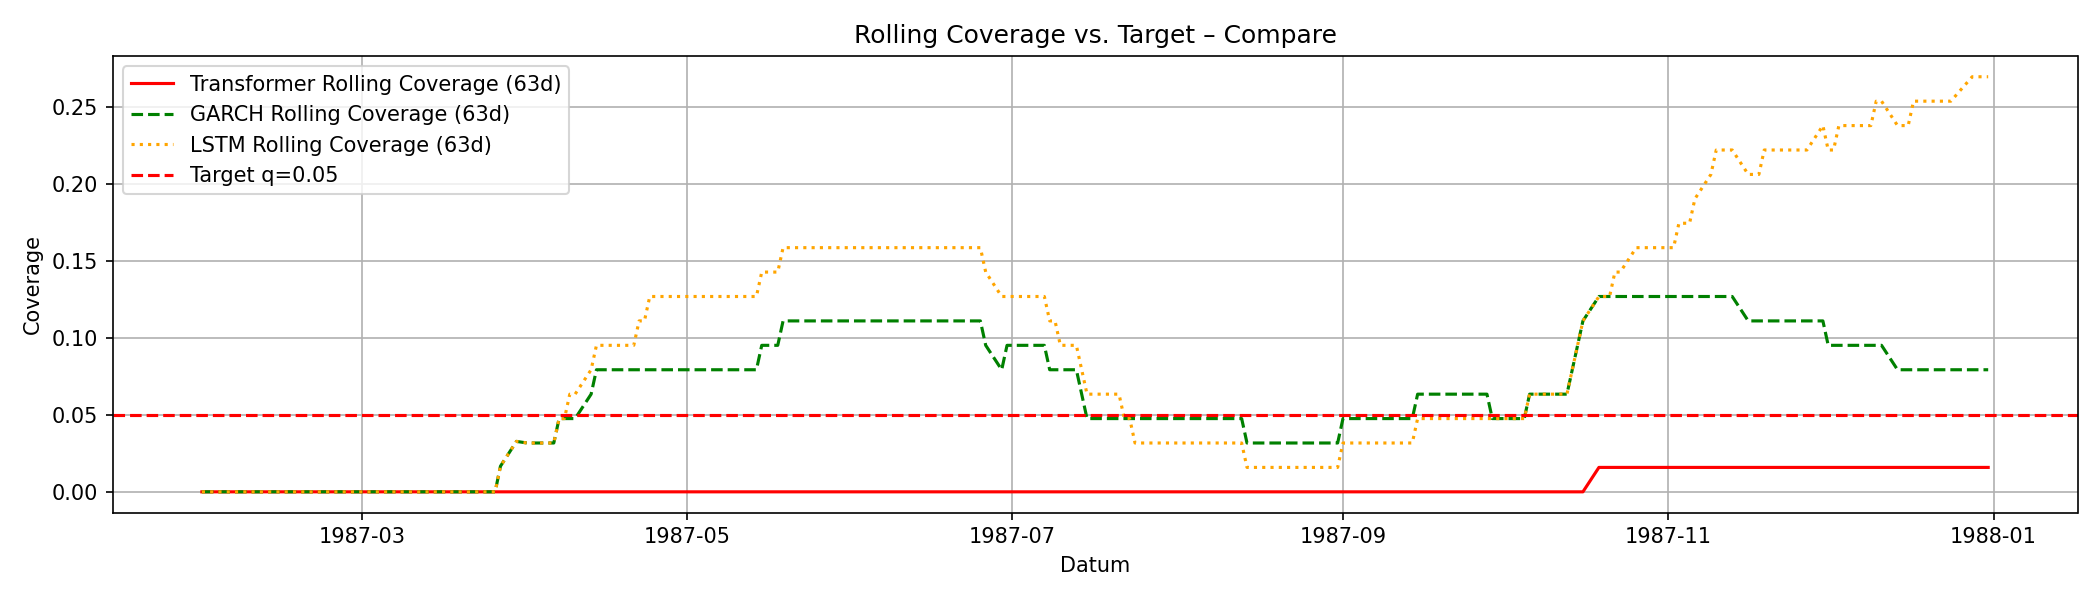 Rolling Coverage vs. Target – Compare
Transformer Rolling Coverage (63d)
GARCH Rolling Coverage (63d)
LSTM Rolling Coverage (63d)
Target q=0.05
Coverage
0.25
0.20
0.15
0.10
0.05
0.00
1987-03
1987-05
1987-07
1987-09
1987-11
1988-01
Datum